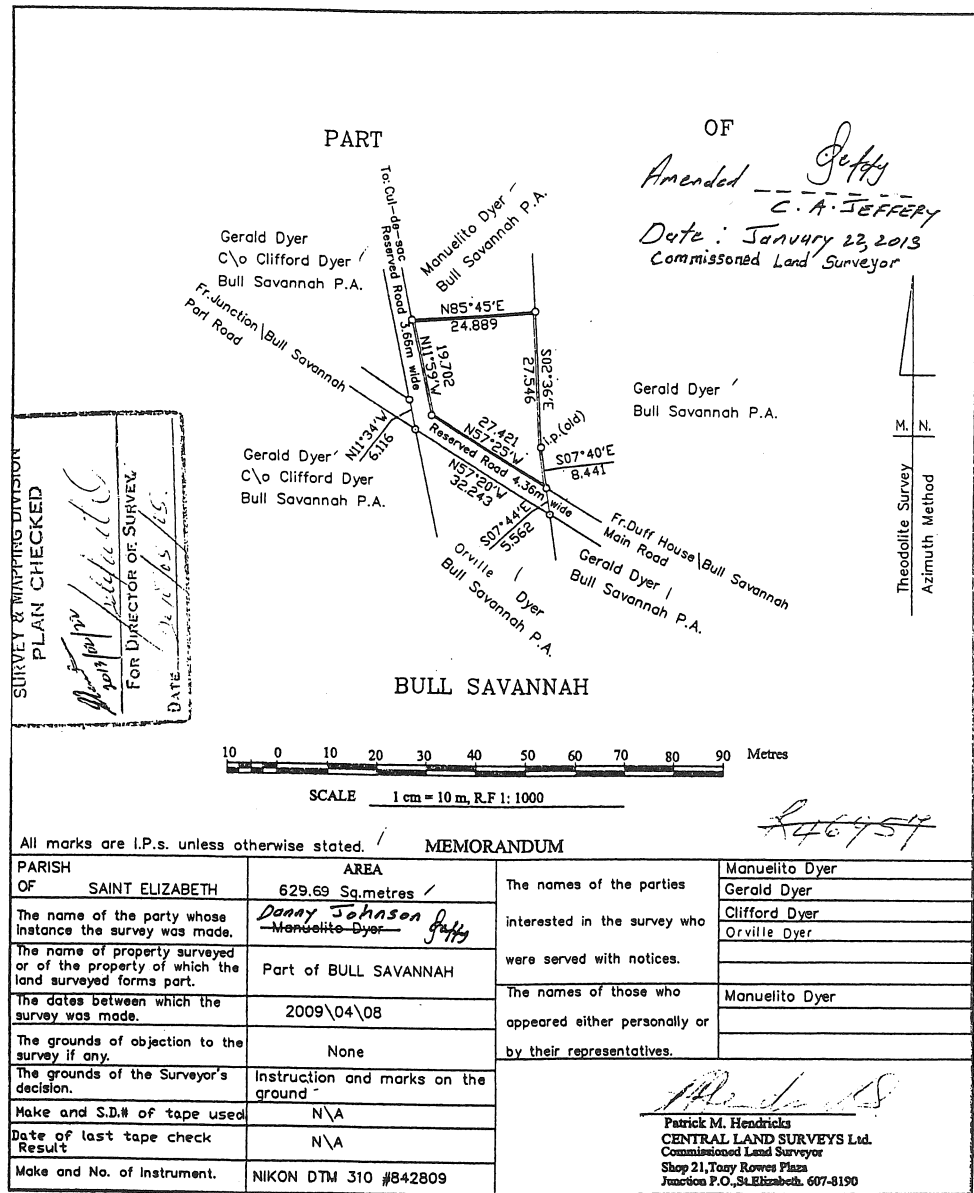 PART
OF
Amended
C. A. JEFFERY
Date : January 22, 2013
Commissoned Land Surveyor
To: Cul-de-sac
Reserved Road 3.66m wide
Manuelito Dyer
Bull Savannah P.A.
Gerald Dyer
C\o Clifford Dyer
Bull Savannah P.A.
Fr.Junction\Bull Savannah
Part Road
N85°45'E
24.889
19.702
N11°59'W
S02°36'E
27.546
Gerald Dyer
Bull Savannah P.A.
M. N.
Theodolite Survey
Azimuth Method
I.p.(old)
27.421
N57°25'W
Reserved Road 4.36m wide
S07°40'E
8.441
N11°34'W
6.116
Gerald Dyer
C\o Clifford Dyer
Bull Savannah P.A.
N57°20'W
32.243
S07°44'E
5.562
Fr.Duff House\Bull Savannah
Main Road
Gerald Dyer
Bull Savannah P.A.
Orville Dyer
Bull Savannah P.A.
SURVEY & MAPPING DIVISION
PLAN CHECKED
FOR DIRECTOR OF SURVEY.
DATE
BULL SAVANNAH
10 0 10 20 30 40 50 60 70 80 90 Metres
SCALE 1 cm = 10 m, R.F 1: 1000
All marks are I.P.s. unless otherwise stated.
MEMORANDUM
PARISH
OF SAINT ELIZABETH
AREA
629.69 Sq.metres
The name of the party whose
instance the survey was made.
Danny Johnson
Manuelito Dyer
The name of property surveyed
or of the property of which the
land surveyed forms part.
Part of BULL SAVANNAH
The dates between which the
survey was made.
2009\04\08
The grounds of objection to the
survey if any.
None
The grounds of the Surveyor's
decision.
Instruction and marks on the
ground
Make and S.D.# of tape used
N\A
Date of last tape check
Result
N\A
Make and No. of Instrument.
NIKON DTM 310 #842809
The names of the parties
interested in the survey who
were served with notices.
Manuelito Dyer
Gerald Dyer
Clifford Dyer
Orville Dyer
The names of those who
appeared either personally or
by their representatives.
Manuelito Dyer
Patrick M. Hendricks
CENTRAL LAND SURVEYS Ltd.
Commissioned Land Surveyor
Shop 21,Tony Rowes Plaza
Junction P.O.,St.Elizabeth. 607-8190